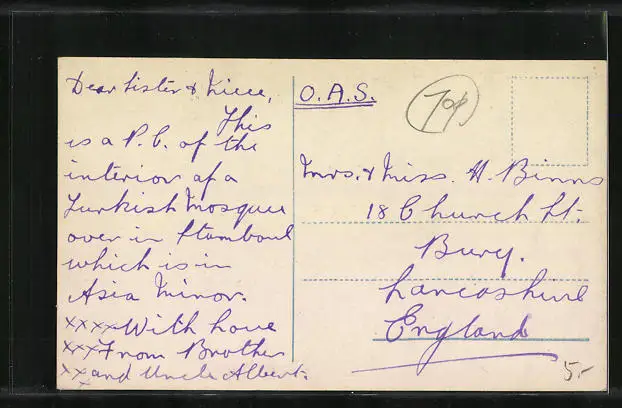 Dear Sister & Niece,
This
is a P.C. of the
interior of a
Turkish Mosque
over in Stamboul
which is in
Asia Minor.
xxxx With love
xxx From Brother
xx and Uncle Albert.
O.A.S.
Mrs. & Miss. H. Binns
18 Church St.
Bury.
Lancashire
England
5.-